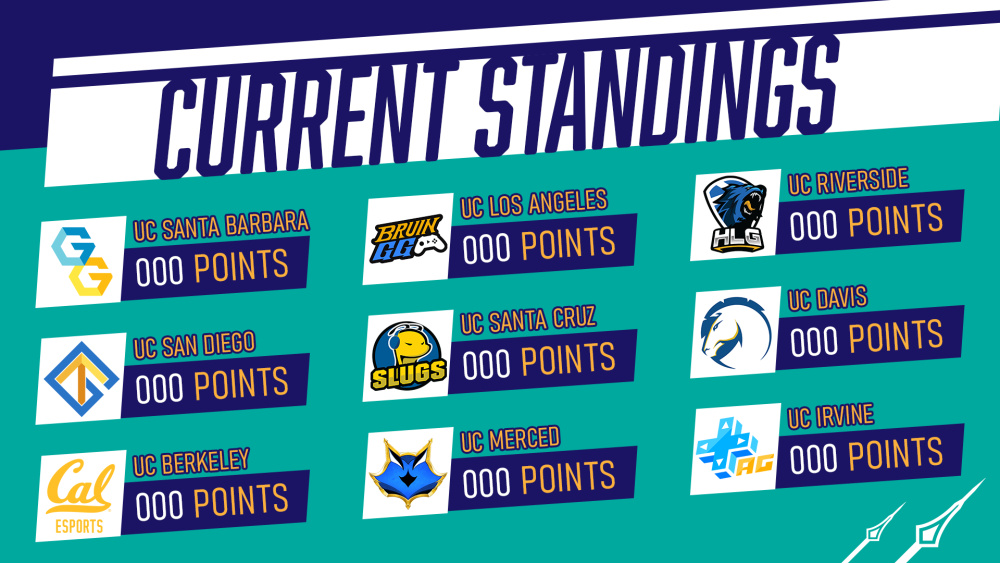 CURRENT STANDINGS
UC SANTA BARBARA
GG
000 POINTS
UC LOS ANGELES
BRUIN
GG
000 POINTS
UC RIVERSIDE
HLG
000 POINTS
UC SAN DIEGO
000 POINTS
UC SANTA CRUZ
SLUGS
000 POINTS
UC DAVIS
000 POINTS
UC BERKELEY
Cal
ESPORTS
000 POINTS
UC MERCED
000 POINTS
UC IRVINE
AG
000 POINTS